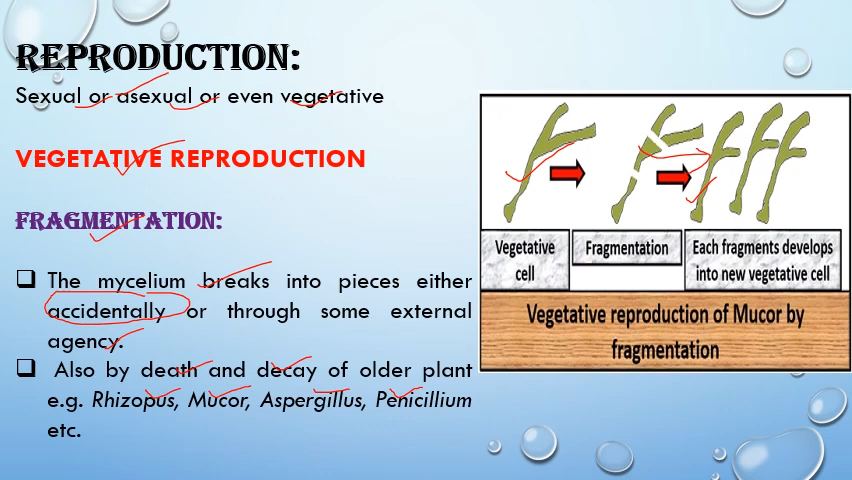 REPRODUCTION:
Sexual or asexual or even vegetative
VEGETATIVE REPRODUCTION
FRAGMENTATION:
❑ The mycelium breaks into pieces either
accidentally or through some external
agency.
❑ Also by death and decay of older plant
e.g. Rhizopus, Mucor, Aspergillus, Penicillium
etc.
Vegetative
cell
Fragmentation
Each fragments develops
into new vegetative cell
Vegetative reproduction of Mucor by
fragmentation